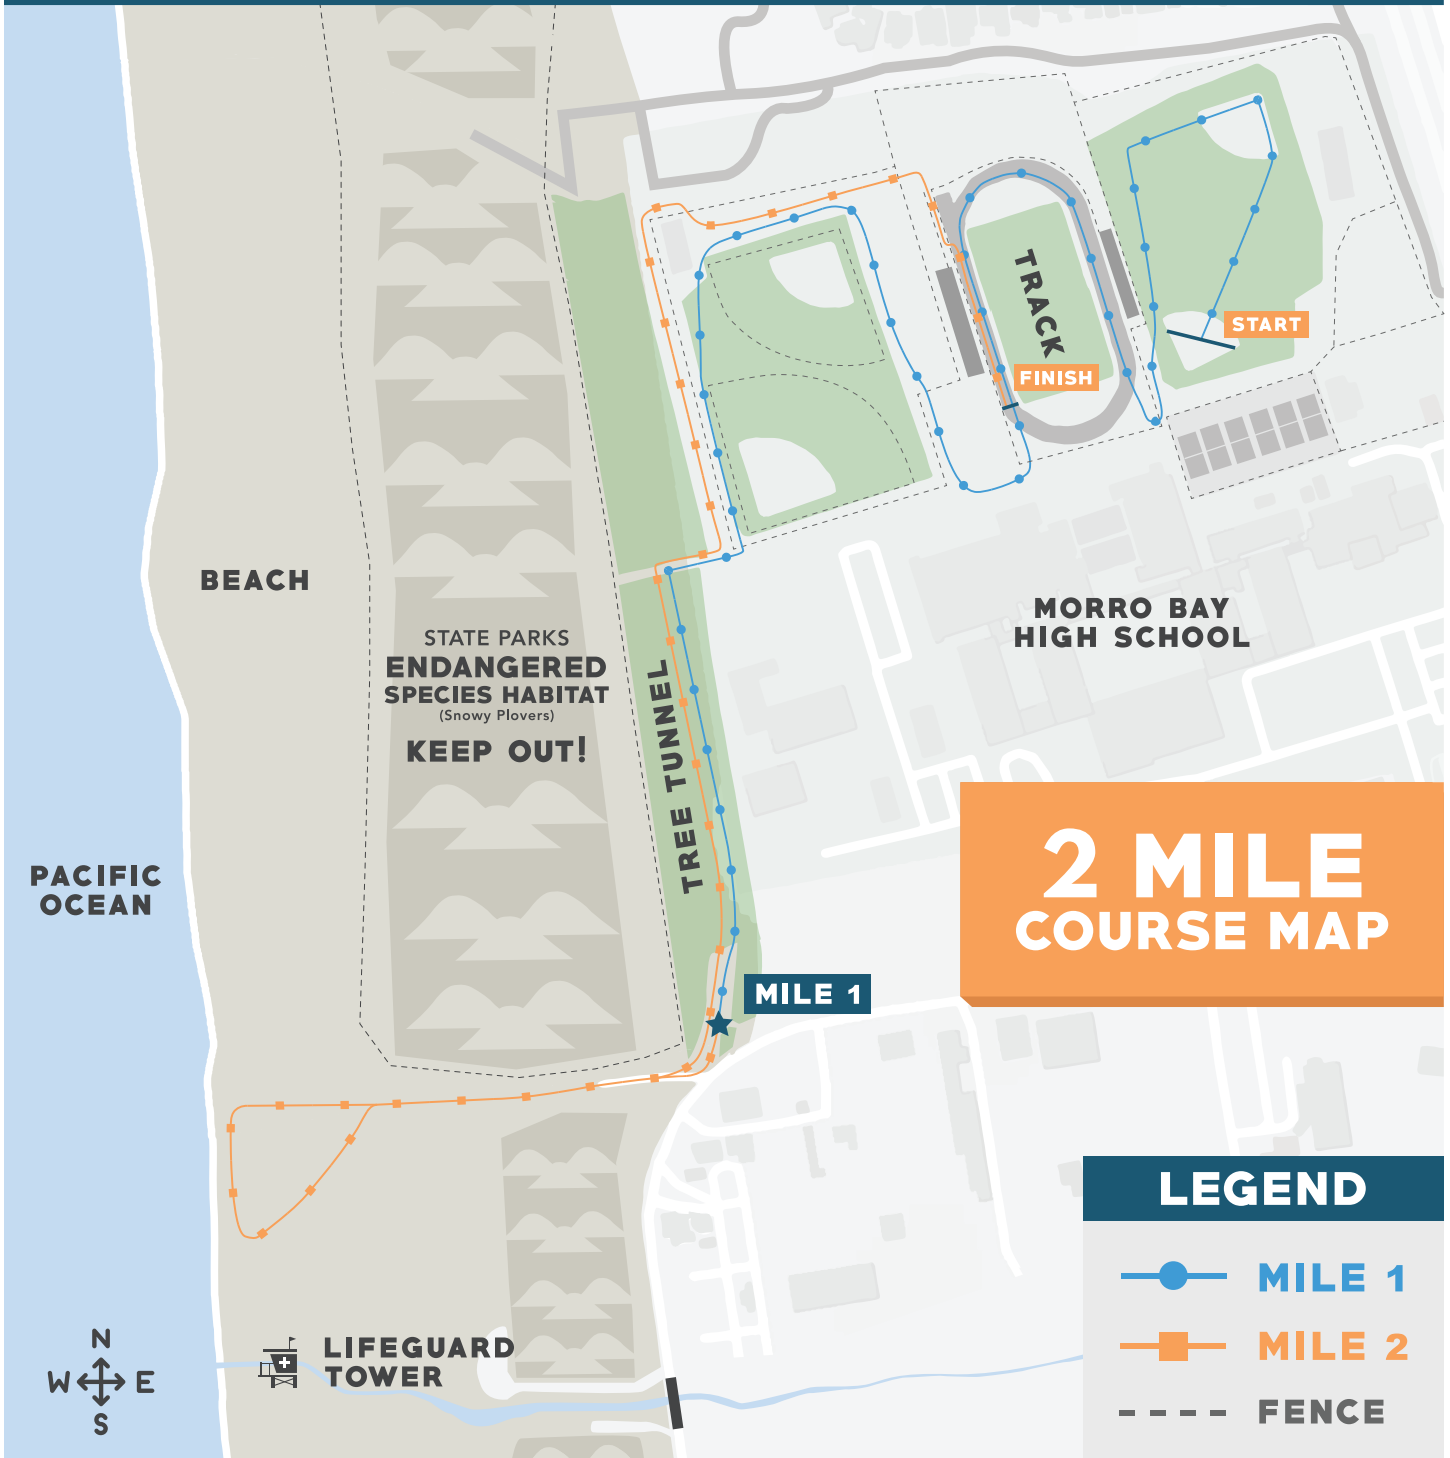 TRACK
START
FINISH
BEACH
STATE PARKS
ENDANGERED
SPECIES HABITAT
(Snowy Plovers)
KEEP OUT!
TREE TUNNEL
MORRO BAY
HIGH SCHOOL
PACIFIC
OCEAN
2 MILE
COURSE MAP
MILE 1
LEGEND
MILE 1
MILE 2
FENCE
LIFEGUARD
TOWER
N
W E
S